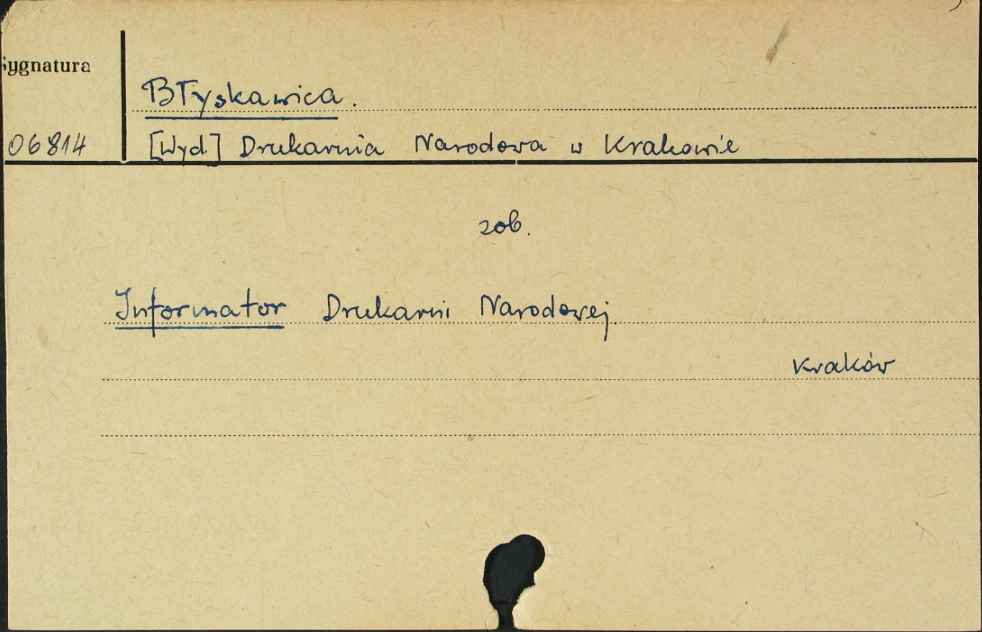 Sygnatura
Błyskawica.
06814
[Wyd] Drukarnia Narodowa w Krakowie
zob.
Informator Drukarni Narodowej.
Kraków